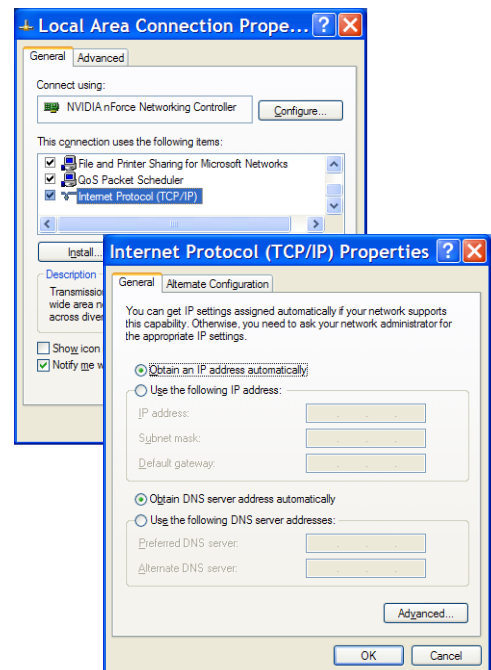 Local Area Connection Prope...
General Advanced
Connect using:
NVIDIA nForce Networking Controller Configure...
This connection uses the following items:
File and Printer Sharing for Microsoft Networks
QoS Packet Scheduler
Internet Protocol (TCP/IP)
Install...
Description
Transmission
wide area
across
Show icon
Notify me
Internet Protocol (TCP/IP) Properties
General Alternate Configuration
You can get IP settings assigned automatically if your network supports
this capability. Otherwise, you need to ask your network administrator for
the appropriate IP settings.
Obtain an IP address automatically
Use the following IP address:
IP address:
Subnet mask:
Default gateway:
Obtain DNS server address automatically
Use the following DNS server addresses:
Preferred DNS server:
Alternate DNS server:
Advanced...
OK Cancel